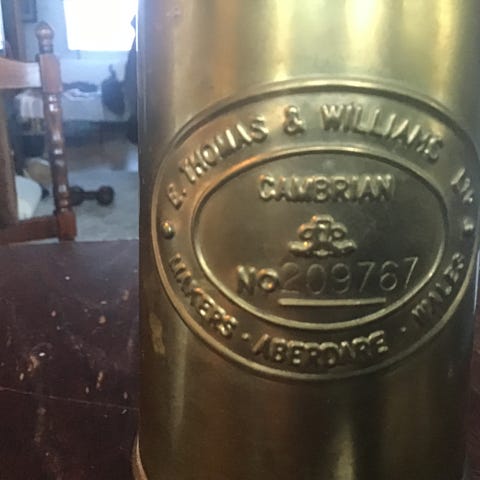 E. THOMAS & WILLIAMS LTD
CAMBRIAN
No 209767
MAKERS · ABERDARE · WALES